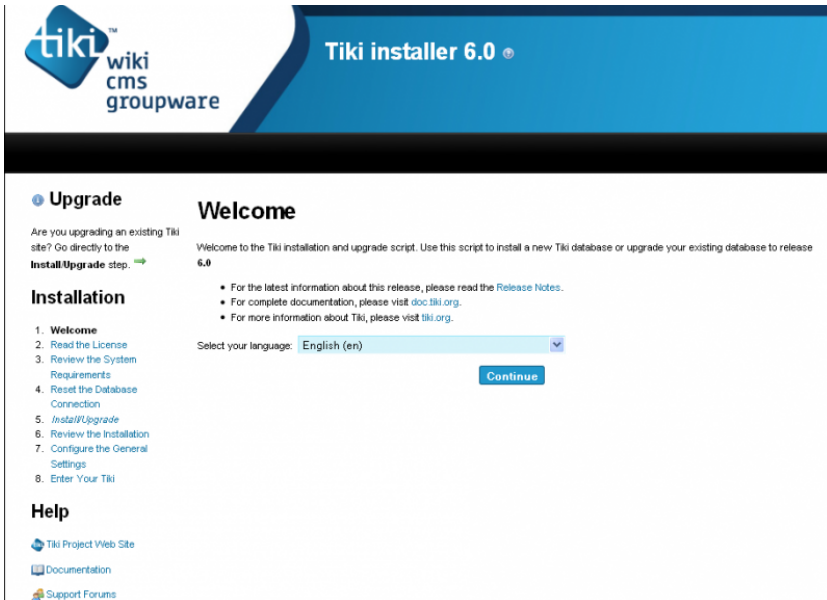 tiki™
wiki
cms
groupware
Tiki installer 6.0
Upgrade
Are you upgrading an existing Tiki
site? Go directly to the
Install/Upgrade step.
Installation
1. Welcome
2. Read the License
3. Review the System
Requirements
4. Reset the Database
Connection
5. Install/Upgrade
6. Review the Installation
7. Configure the General
Settings
8. Enter Your Tiki
Help
Tiki Project Web Site
Documentation
Support Forums
Welcome
Welcome to the Tiki installation and upgrade script. Use this script to install a new Tiki database or upgrade your existing database to release
6.0
• For the latest information about this release, please read the Release Notes.
• For complete documentation, please visit doc.tiki.org.
• For more information about Tiki, please visit tiki.org.
Select your language: English (en)
Continue